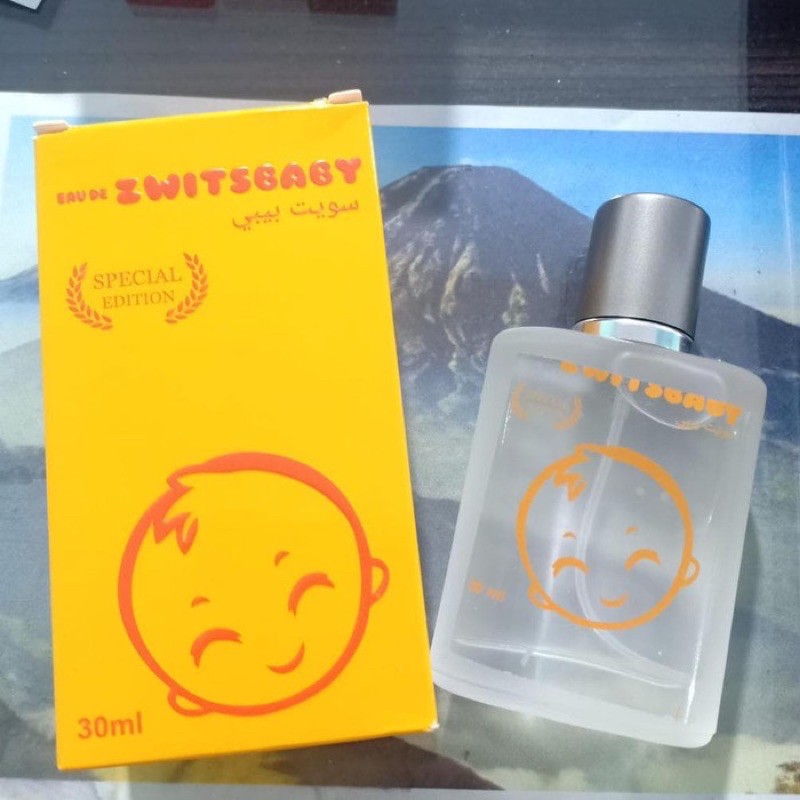 EAU DE ZWITSBABY
سويت بيبي
SPECIAL
EDITION
30ml
ZWITSBABY